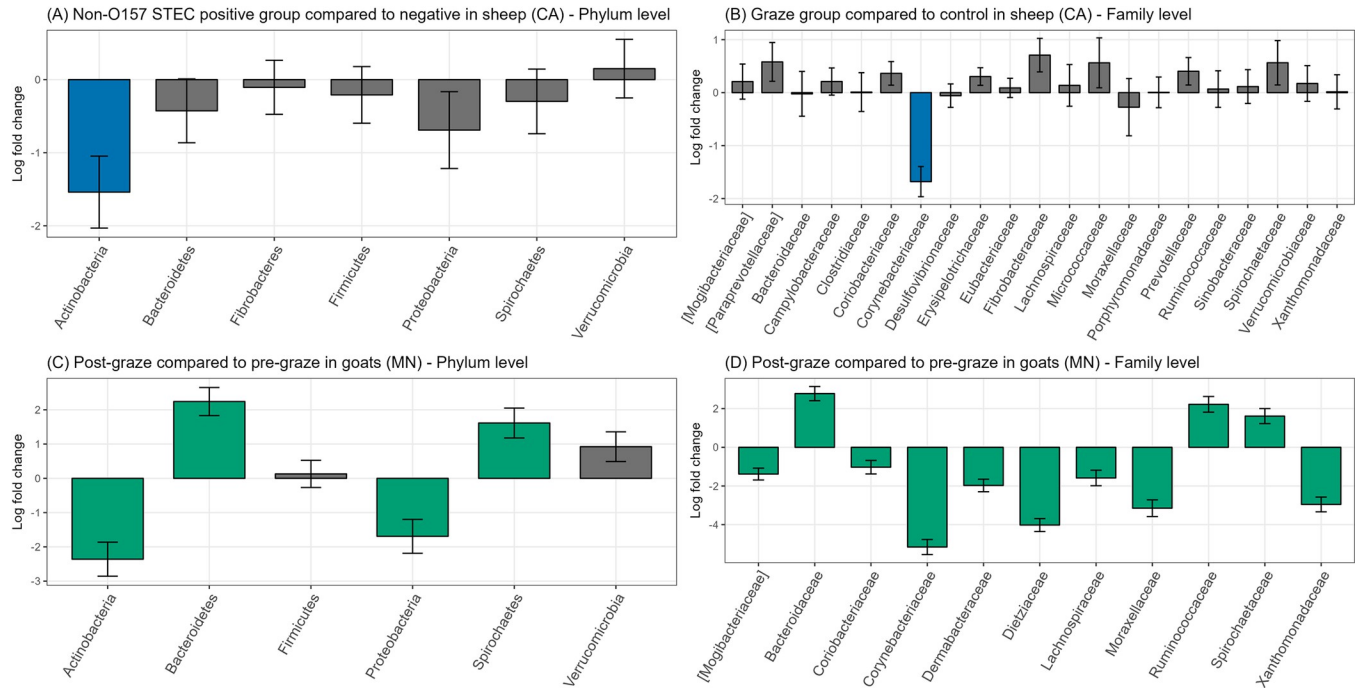 (A) Non-O157 STEC positive group compared to negative in sheep (CA) - Phylum level
Log fold change
0
-1
-2
Actinobacteria
Bacteroidetes
Fibrobacteres
Firmicutes
Proteobacteria
Spirochaetes
Verrucomicrobia
(B) Graze group compared to control in sheep (CA) - Family level
Log fold change
1
0
-1
-2
[Mogibacteriaceae]
[Paraprevotellaceae]
Bacteroidaceae
Campylobacteraceae
Clostridiaceae
Coriobacteriaceae
Corynebacteriaceae
Desulfovibrionaceae
Erysipelotrichaceae
Eubacteriaceae
Fibrobacteraceae
Lachnospiraceae
Micrococcaceae
Moraxellaceae
Porphyromonadaceae
Prevotellaceae
Ruminococcaceae
Sinobacteraceae
Spirochaetaceae
Verrucomicrobiaceae
Xanthomonadaceae
(C) Post-graze compared to pre-graze in goats (MN) - Phylum level
Log fold change
2
1
0
-1
-2
-3
Actinobacteria
Bacteroidetes
Firmicutes
Proteobacteria
Spirochaetes
Verrucomicrobia
(D) Post-graze compared to pre-graze in goats (MN) - Family level
Log fold change
2
0
-2
-4
[Mogibacteriaceae]
Bacteroidaceae
Coriobacteriaceae
Corynebacteriaceae
Dermabacteraceae
Dietziaceae
Lachnospiraceae
Moraxellaceae
Ruminococcaceae
Spirochaetaceae
Xanthomonadaceae